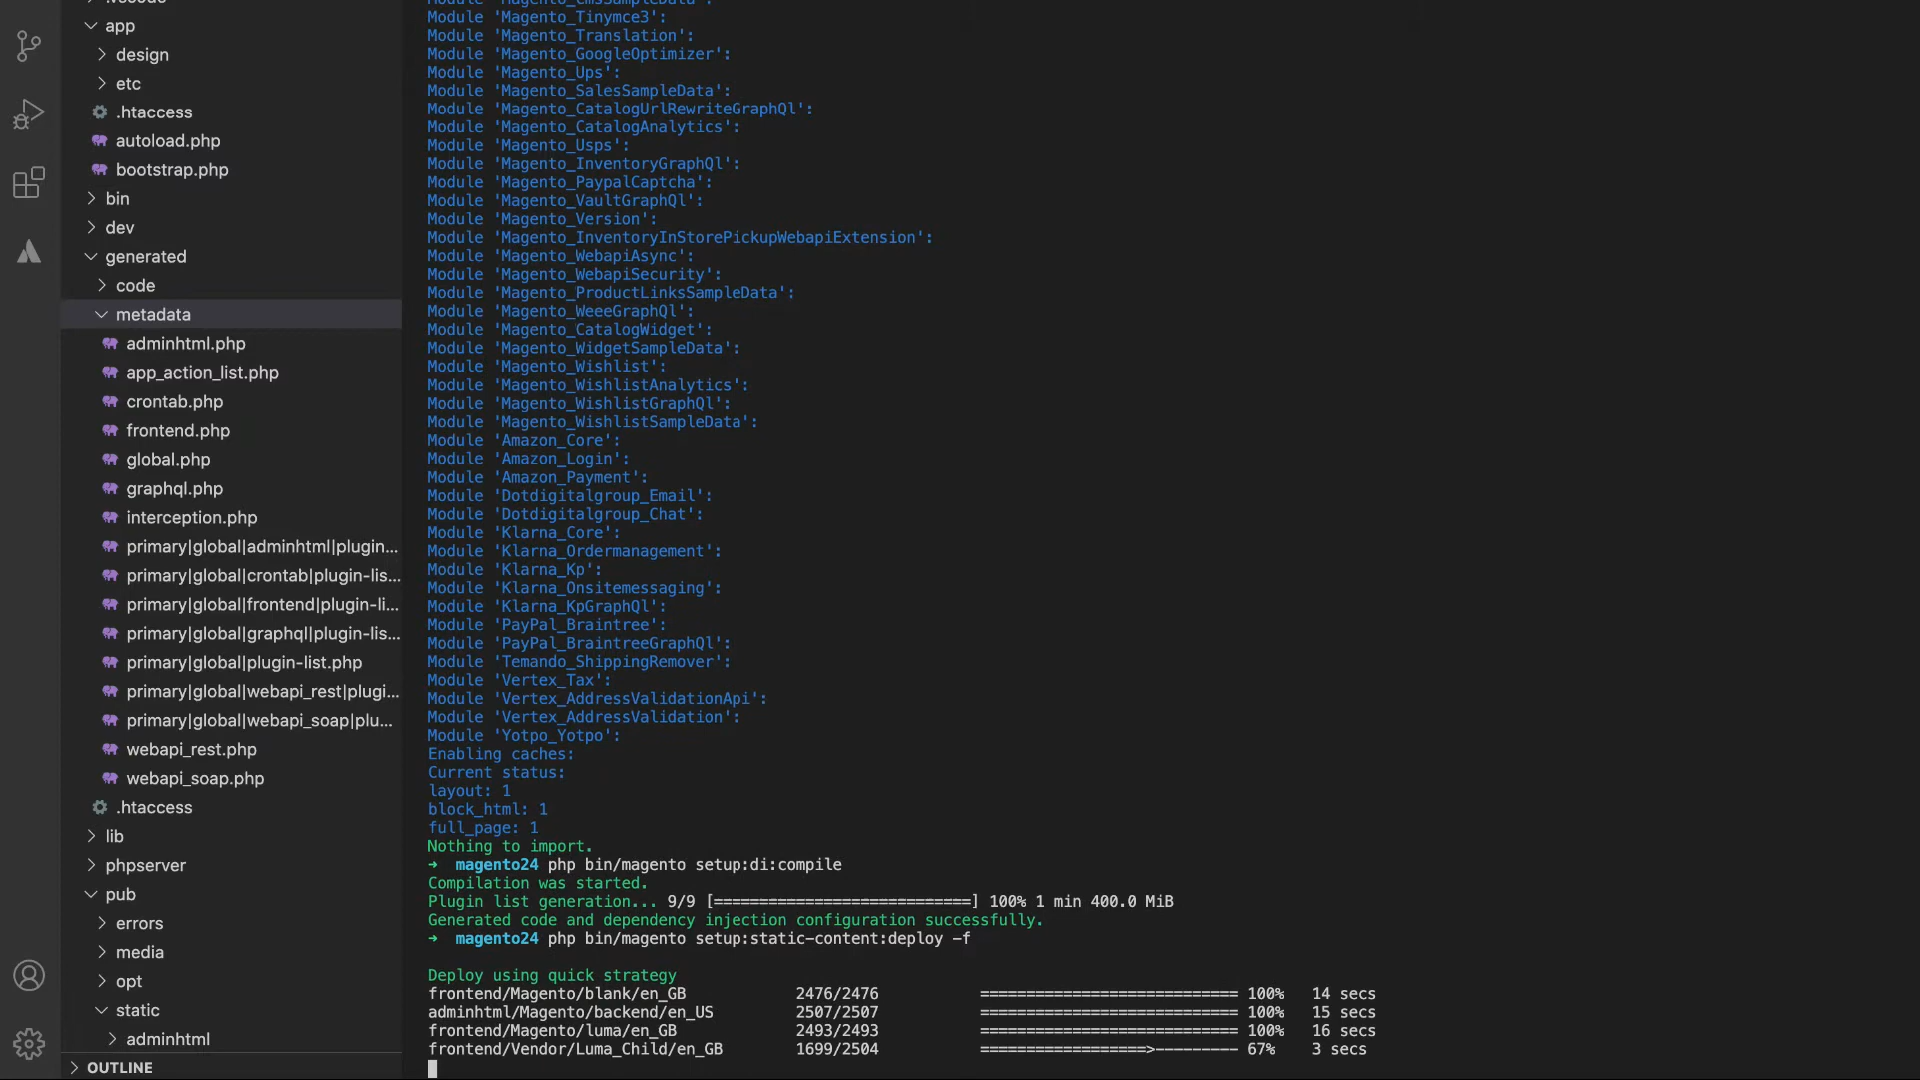 .vscode
app
design
etc
.htaccess
autoload.php
bootstrap.php
bin
dev
generated
code
metadata
adminhtml.php
app_action_list.php
crontab.php
frontend.php
global.php
graphql.php
interception.php
primary|global|adminhtml|plugin...
primary|global|crontab|plugin-lis...
primary|global|frontend|plugin-li...
primary|global|graphql|plugin-lis...
primary|global|plugin-list.php
primary|global|webapi_rest|plugi...
primary|global|webapi_soap|plu...
webapi_rest.php
webapi_soap.php
.htaccess
lib
phpserver
pub
errors
media
opt
static
adminhtml
OUTLINE
Module 'Magento_CmsSampleData':
Module 'Magento_Tinymce3':
Module 'Magento_Translation':
Module 'Magento_GoogleOptimizer':
Module 'Magento_Ups':
Module 'Magento_SalesSampleData':
Module 'Magento_CatalogUrlRewriteGraphQl':
Module 'Magento_CatalogAnalytics':
Module 'Magento_Usps':
Module 'Magento_InventoryGraphQl':
Module 'Magento_PaypalCaptcha':
Module 'Magento_VaultGraphQl':
Module 'Magento_Version':
Module 'Magento_InventoryInStorePickupWebapiExtension':
Module 'Magento_WebapiAsync':
Module 'Magento_WebapiSecurity':
Module 'Magento_ProductLinksSampleData':
Module 'Magento_WeeeGraphQl':
Module 'Magento_CatalogWidget':
Module 'Magento_WidgetSampleData':
Module 'Magento_Wishlist':
Module 'Magento_WishlistAnalytics':
Module 'Magento_WishlistGraphQl':
Module 'Magento_WishlistSampleData':
Module 'Amazon_Core':
Module 'Amazon_Login':
Module 'Amazon_Payment':
Module 'Dotdigitalgroup_Email':
Module 'Dotdigitalgroup_Chat':
Module 'Klarna_Core':
Module 'Klarna_Ordermanagement':
Module 'Klarna_Kp':
Module 'Klarna_Onsitemessaging':
Module 'Klarna_KpGraphQl':
Module 'PayPal_Braintree':
Module 'PayPal_BraintreeGraphQl':
Module 'Temando_ShippingRemover':
Module 'Vertex_Tax':
Module 'Vertex_AddressValidationApi':
Module 'Vertex_AddressValidation':
Module 'Yotpo_Yotpo':
Enabling caches:
Current status:
layout: 1
block_html: 1
full_page: 1
Nothing to import.
➜  magento24 php bin/magento setup:di:compile
Compilation was started.
Plugin list generation... 9/9 [============================] 100% 1 min 400.0 MiB
Generated code and dependency injection configuration successfully.
➜  magento24 php bin/magento setup:static-content:deploy -f
Deploy using quick strategy
frontend/Magento/blank/en_GB 2476/2476 ============================ 100% 14 secs
adminhtml/Magento/backend/en_US 2507/2507 ============================ 100% 15 secs
frontend/Magento/luma/en_GB 2493/2493 ============================ 100% 16 secs
frontend/Vendor/Luma_Child/en_GB 1699/2504 ==================>--------- 67% 3 secs